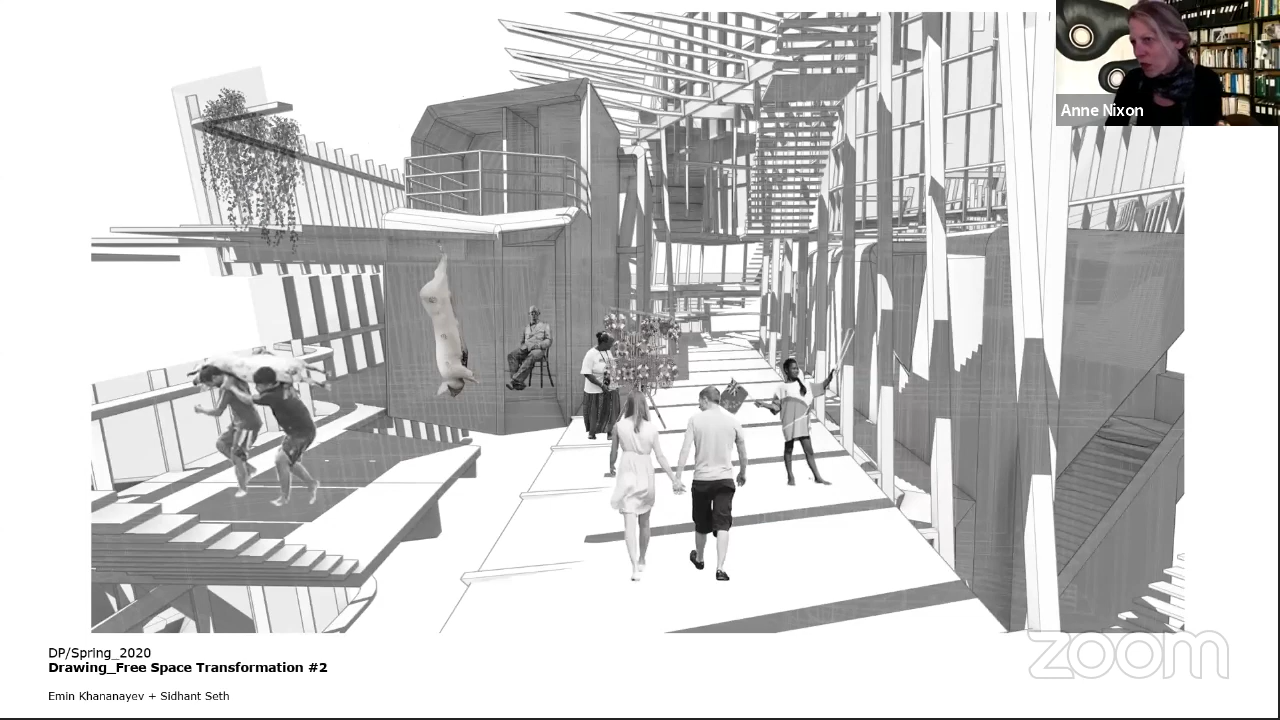 Anne Nixon
DP/Spring_2020
Drawing_Free Space Transformation #2
Emin Khananayev + Sidhant Seth
zoom